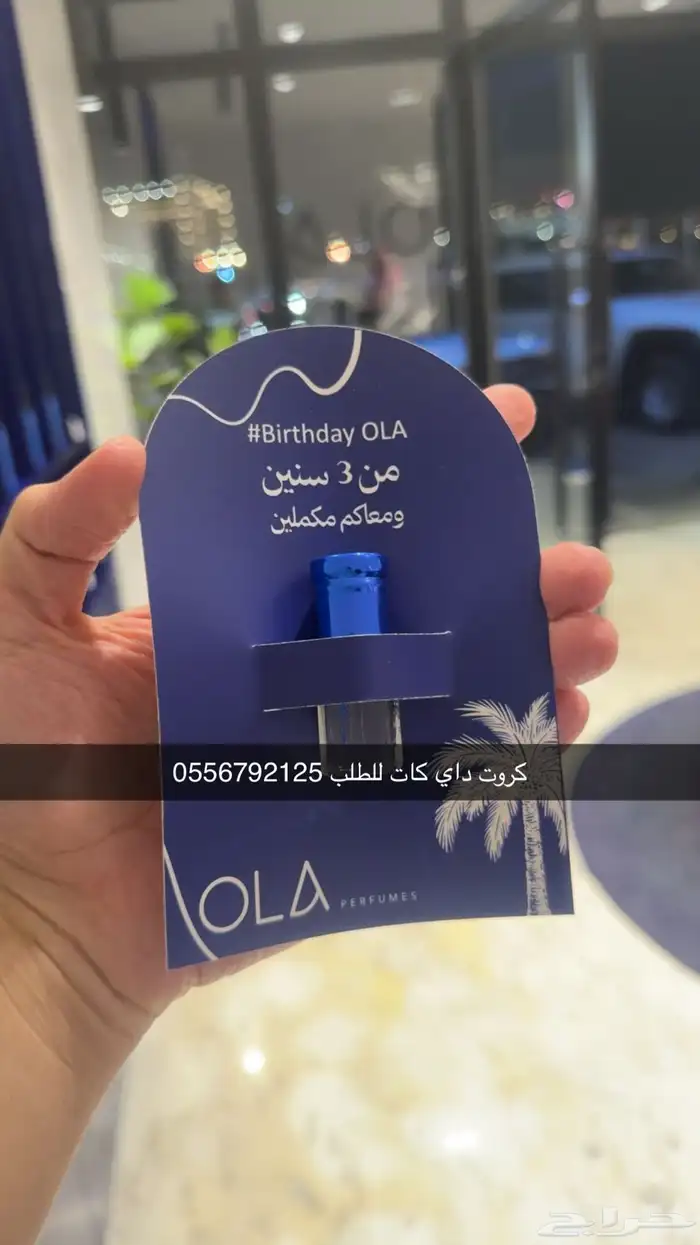 #Birthday OLA
من 3 سنين
ومعاكم مكملين
كروت داي كات للطلب 0556792125
OLA PERFUMES
حراج